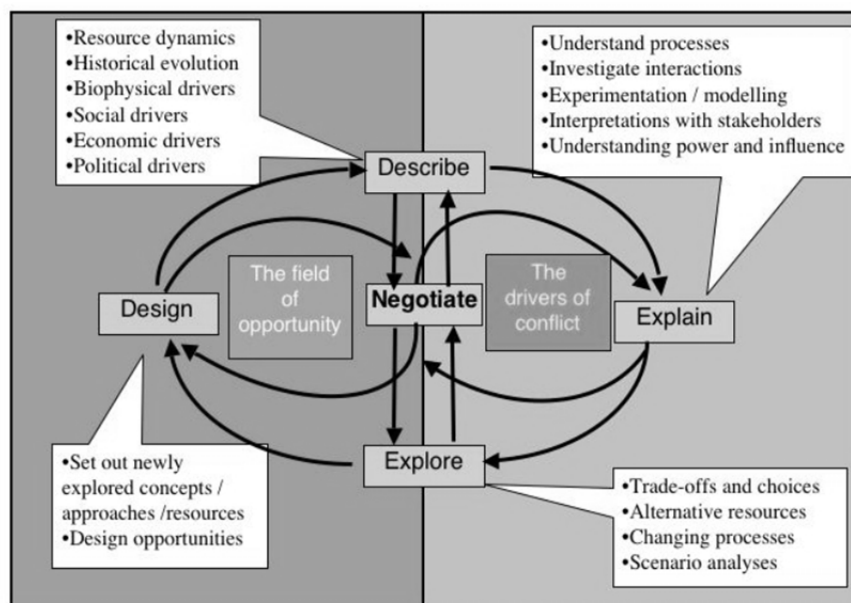 •Resource dynamics
•Historical evolution
•Biophysical drivers
•Social drivers
•Economic drivers
•Political drivers
•Understand processes
•Investigate interactions
•Experimentation / modelling
•Interpretations with stakeholders
•Understanding power and influence
Describe
The field
of
opportunity
The
drivers of
conflict
Design
Negotiate
Explain
Explore
•Set out newly
explored concepts /
approaches /resources
•Design opportunities
•Trade-offs and choices
•Alternative resources
•Changing processes
•Scenario analyses